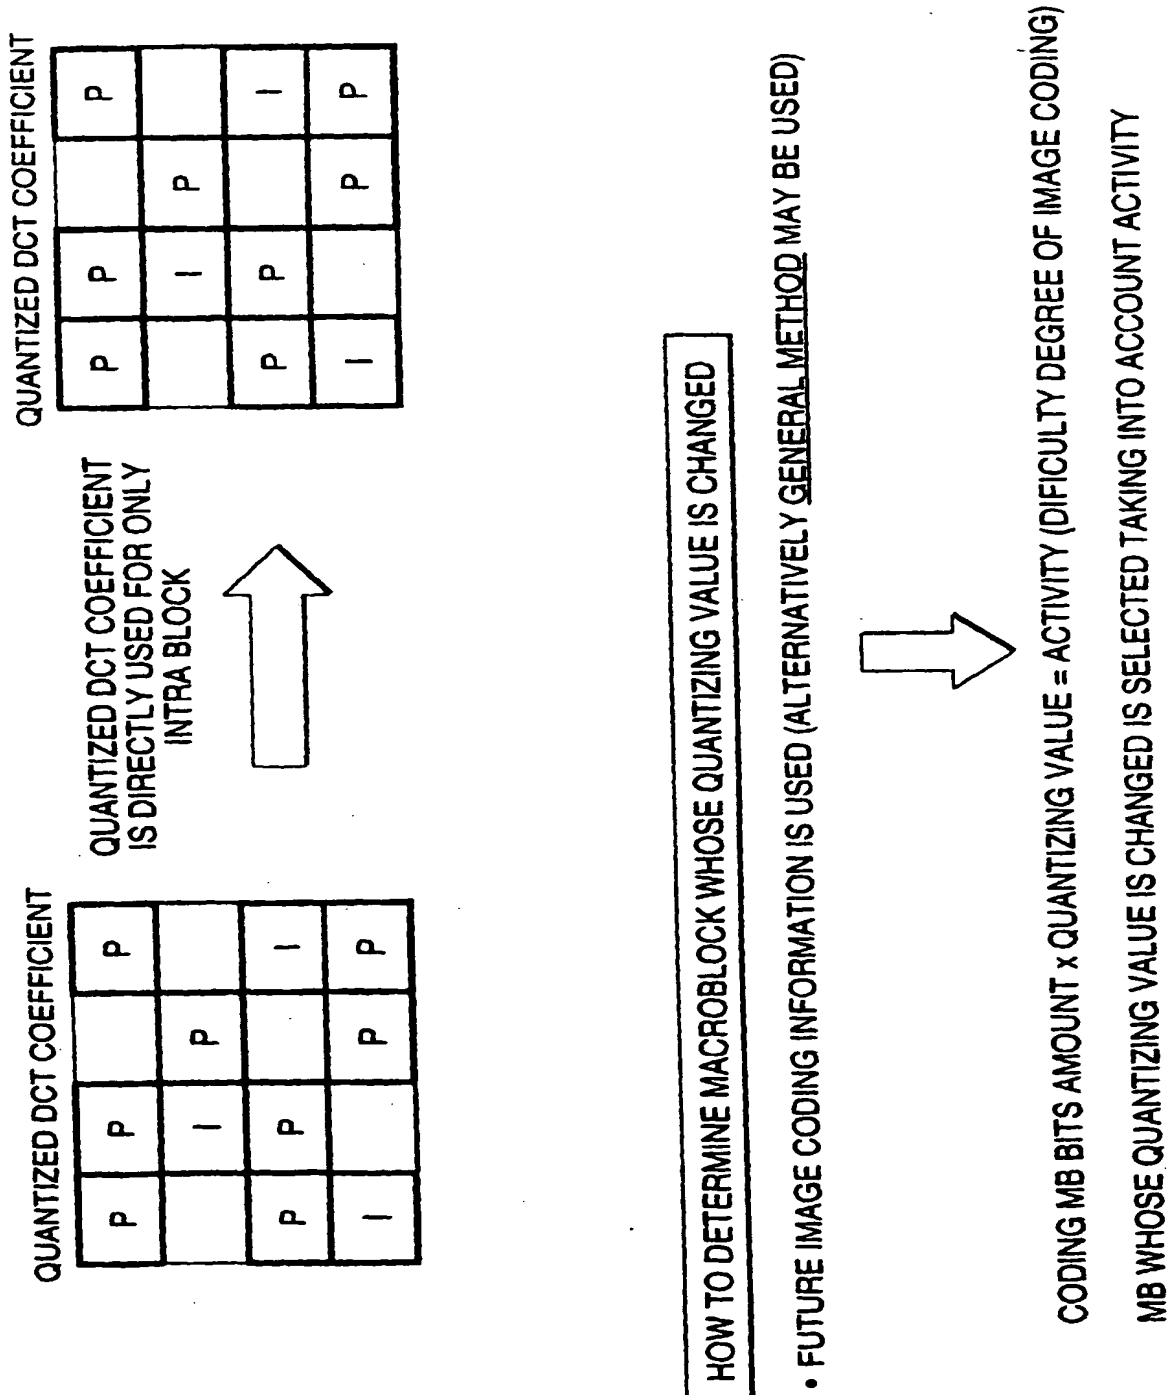 QUANTIZED DCT COEFFICIENT
P P P
I P
P P I
I P P
QUANTIZED DCT COEFFICIENT
IS DIRECTLY USED FOR ONLY
INTRA BLOCK
QUANTIZED DCT COEFFICIENT
P P P
I P
P P I
I P P
HOW TO DETERMINE MACROBLOCK WHOSE QUANTIZING VALUE IS CHANGED
• FUTURE IMAGE CODING INFORMATION IS USED (ALTERNATIVELY GENERAL METHOD MAY BE USED)
CODING MB BITS AMOUNT x QUANTIZING VALUE = ACTIVITY (DIFICULTY DEGREE OF IMAGE CODING)
MB WHOSE QUANTIZING VALUE IS CHANGED IS SELECTED TAKING INTO ACCOUNT ACTIVITY